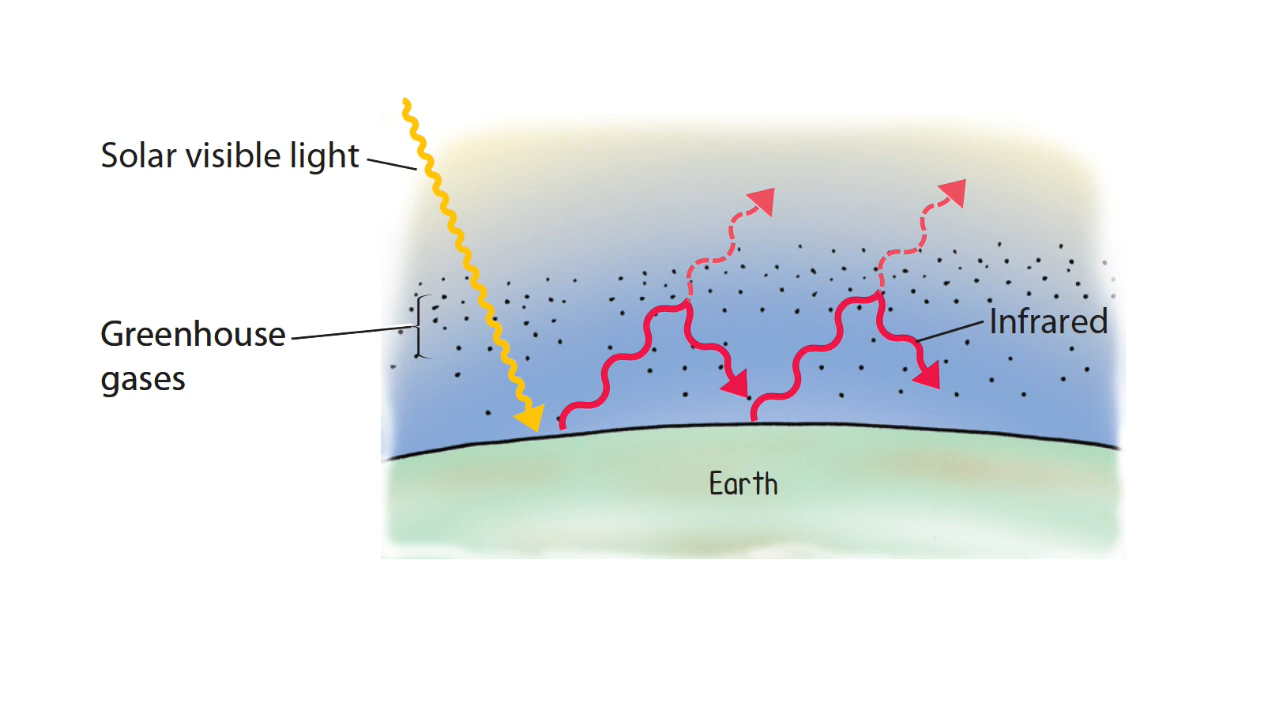 Solar visible light
Greenhouse
gases
Infrared
Earth